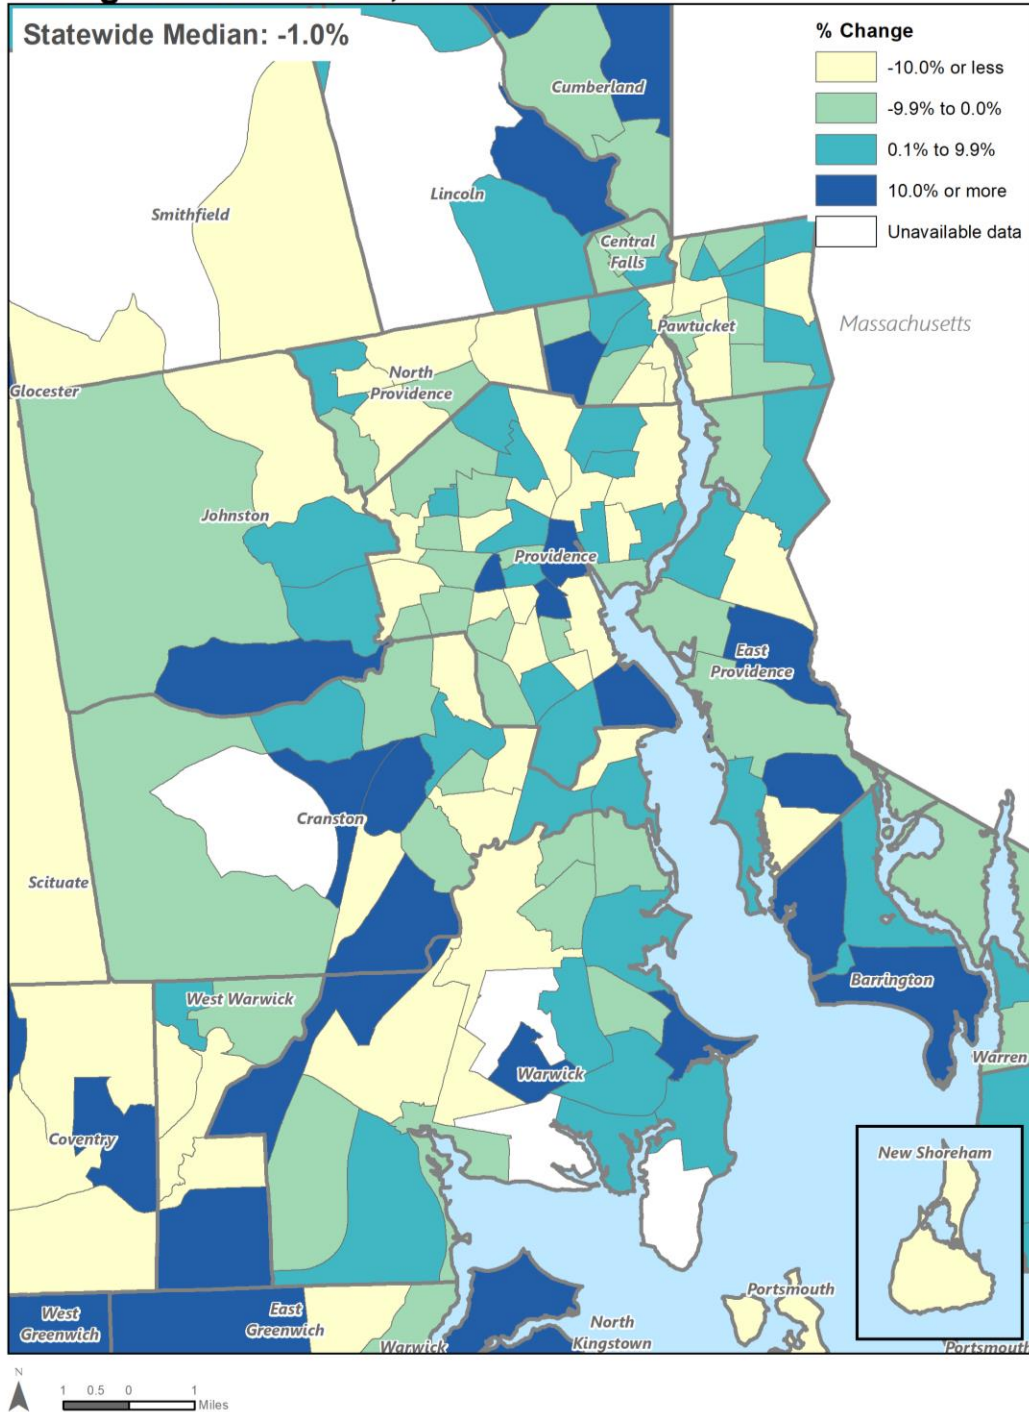 Statewide Median: -1.0%
% Change
-10.0% or less
-9.9% to 0.0%
0.1% to 9.9%
10.0% or more
Unavailable data
Cumberland
Smithfield
Lincoln
Central
Falls
Pawtucket
Massachusetts
Glocester
North
Providence
Johnston
Providence
East
Providence
Cranston
Scituate
Barrington
West Warwick
Warwick
Warren
Coventry
New Shoreham
West
Greenwich
East
Greenwich
Warwick
North
Kingstown
Portsmouth
Portsmouth
N
1 0.5 0 1
Miles